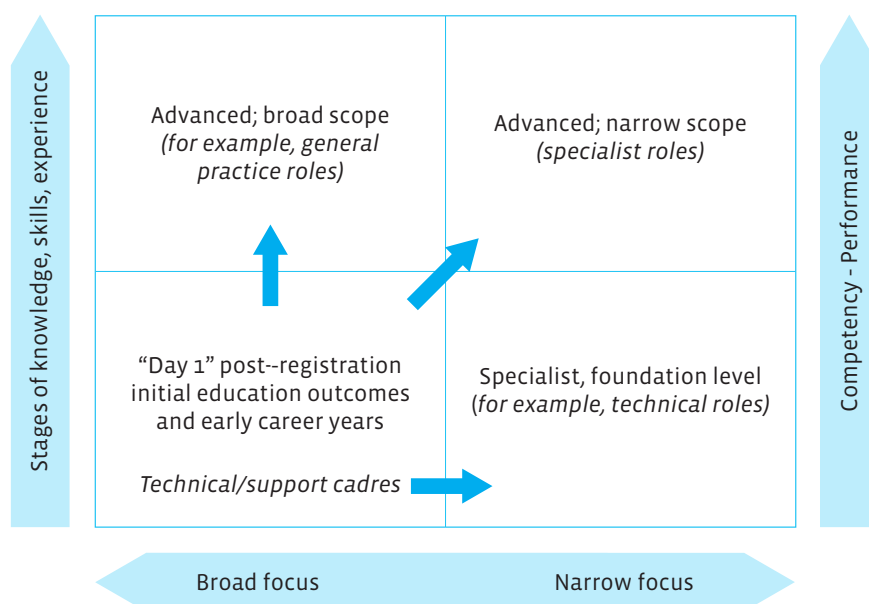 Stages of knowledge, skills, experience
Advanced; broad scope
(for example, general
practice roles)
Advanced; narrow scope
(specialist roles)
“Day 1” post--registration
initial education outcomes
and early career years
Technical/support cadres
Specialist, foundation level
(for example, technical roles)
Competency - Performance
Broad focus
Narrow focus